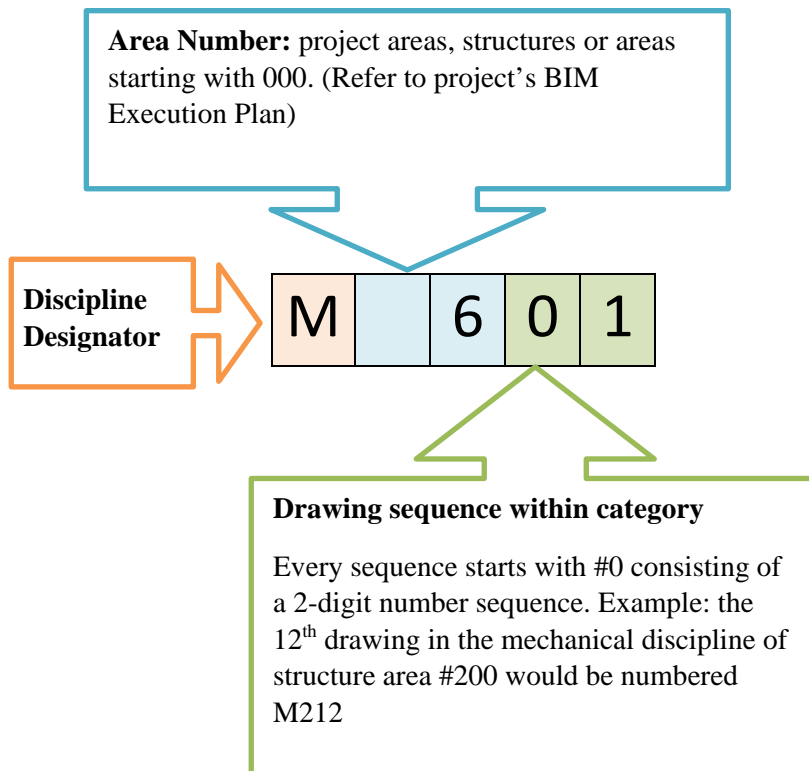 Area Number: project areas, structures or areas
starting with 000. (Refer to project’s BIM
Execution Plan)
Discipline
Designator
M 6 0 1
Drawing sequence within category
Every sequence starts with #0 consisting of
a 2-digit number sequence. Example: the
12th drawing in the mechanical discipline of
structure area #200 would be numbered
M212